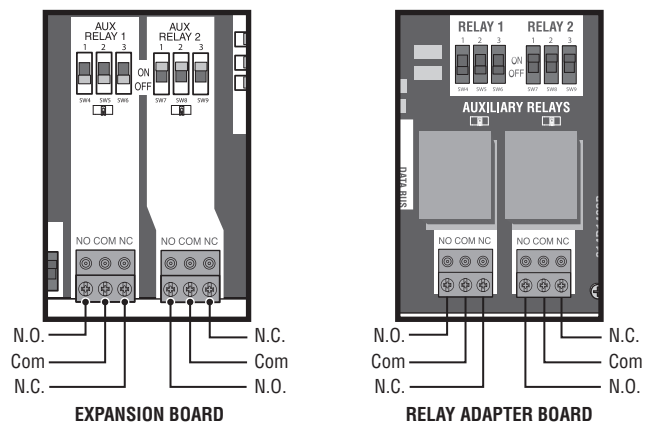 AUX
RELAY 1
AUX
RELAY 2
1 2 3
1 2 3
ON
OFF
SW4 SW5 SW6
SW7 SW8 SW9
NO COM NC
NO COM NC
N.O.
Com
N.C.
N.C.
Com
N.O.
EXPANSION BOARD
RELAY 1
RELAY 2
1 2 3
1 2 3
ON
OFF
SW4 SW5 SW6
SW7 SW8 SW9
AUXILIARY RELAYS
DATA BUS
NO COM NC
NO COM NC
N.O.
Com
N.C.
N.C.
Com
N.O.
RELAY ADAPTER BOARD